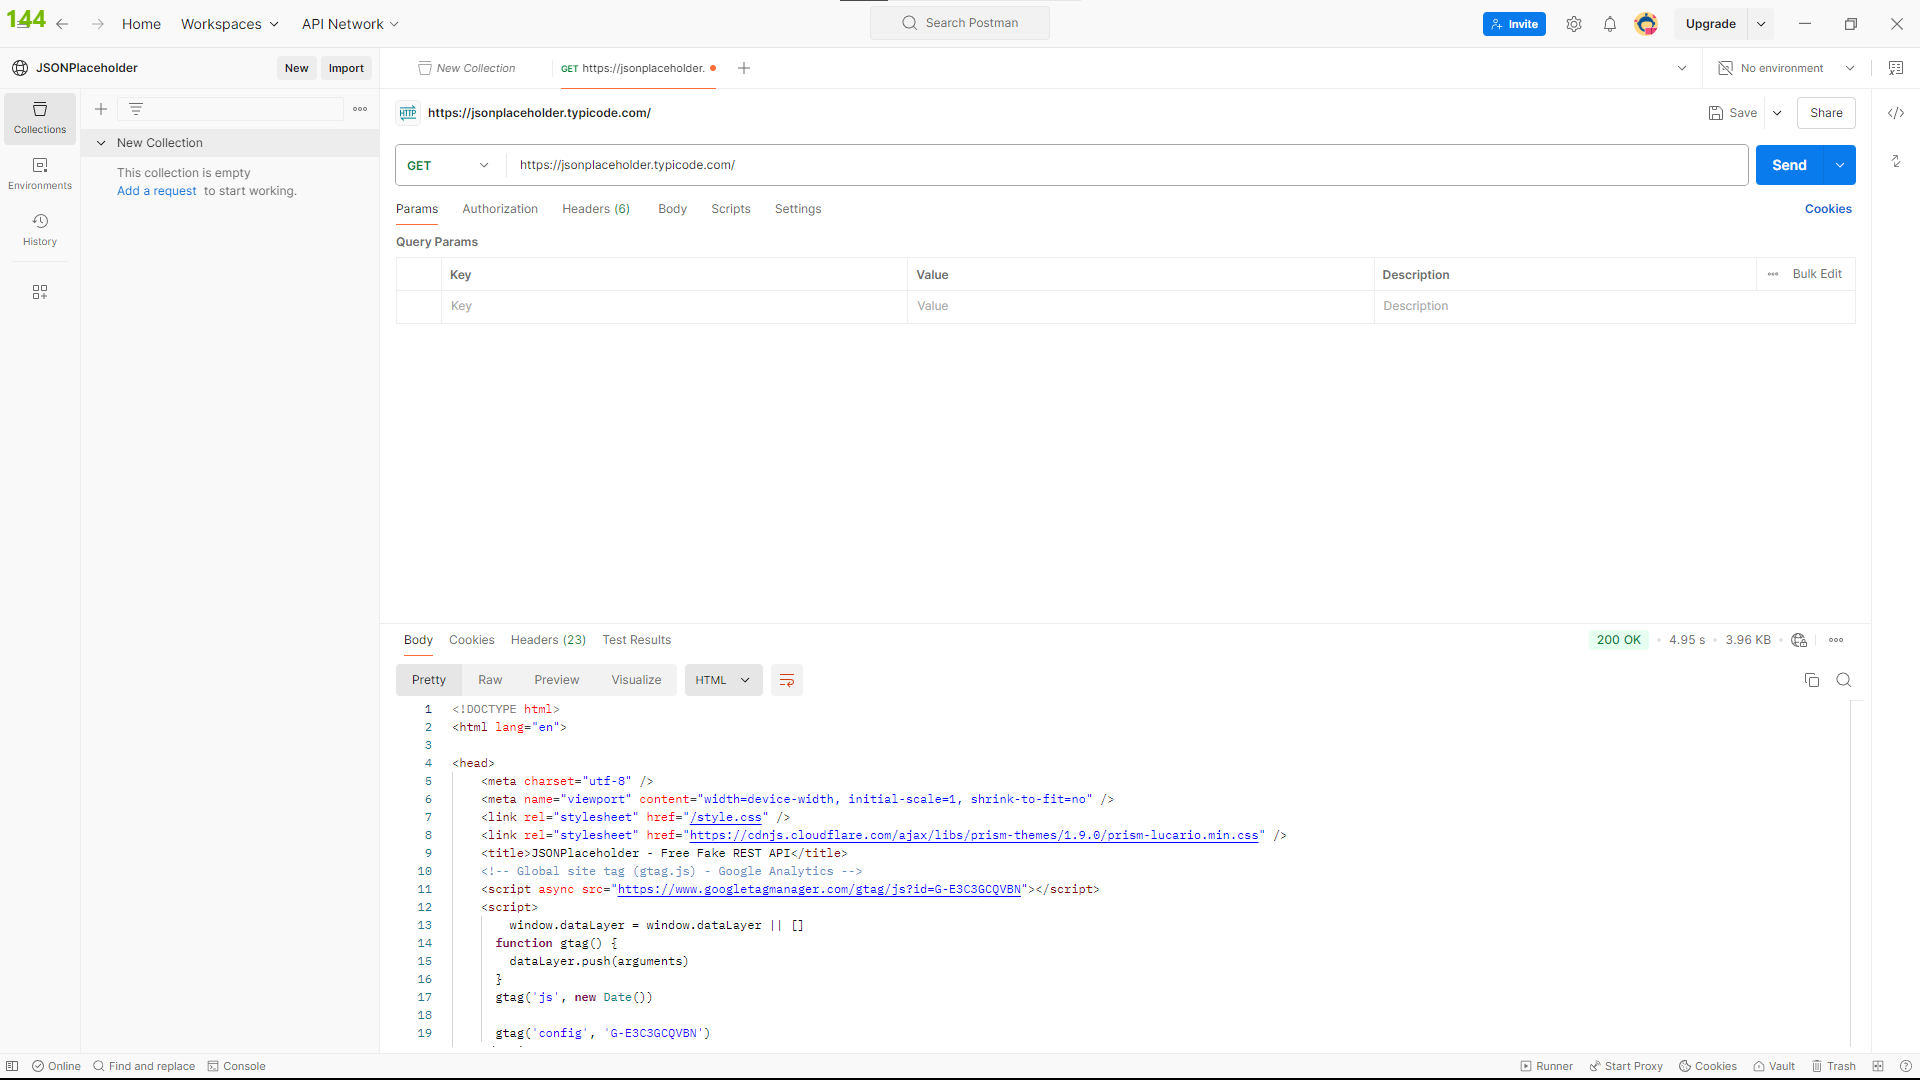 144
Home
Workspaces
API Network
Search Postman
Invite
Upgrade
JSONPlaceholder
New
Import
New Collection
GET https://jsonplaceholder.
No environment
Collections
Environments
History
New Collection
This collection is empty
Add a request to start working.
HTTP
https://jsonplaceholder.typicode.com/
Save
Share
GET
https://jsonplaceholder.typicode.com/
Send
Params
Authorization
Headers (6)
Body
Scripts
Settings
Cookies
Query Params
Key
Value
Description
Bulk Edit
Key
Value
Description
Body
Cookies
Headers (23)
Test Results
200 OK
4.95 s
3.96 KB
Pretty
Raw
Preview
Visualize
HTML
1 <!DOCTYPE html>
2 <html lang="en">
3
4 <head>
5 <meta charset="utf-8" />
6 <meta name="viewport" content="width=device-width, initial-scale=1, shrink-to-fit=no" />
7 <link rel="stylesheet" href="/style.css" />
8 <link rel="stylesheet" href="https://cdnjs.cloudflare.com/ajax/libs/prism-themes/1.9.0/prism-lucario.min.css" />
9 <title>JSONPlaceholder - Free Fake REST API</title>
10 <!-- Global site tag (gtag.js) - Google Analytics -->
11 <script async src="https://www.googletagmanager.com/gtag/js?id=G-E3C3GCQVBN"></script>
12 <script>
13 window.dataLayer = window.dataLayer || []
14 function gtag() {
15 dataLayer.push(arguments)
16 }
17 gtag('js', new Date())
18
19 gtag('config', 'G-E3C3GCQVBN')
Online
Find and replace
Console
Runner
Start Proxy
Cookies
Vault
Trash